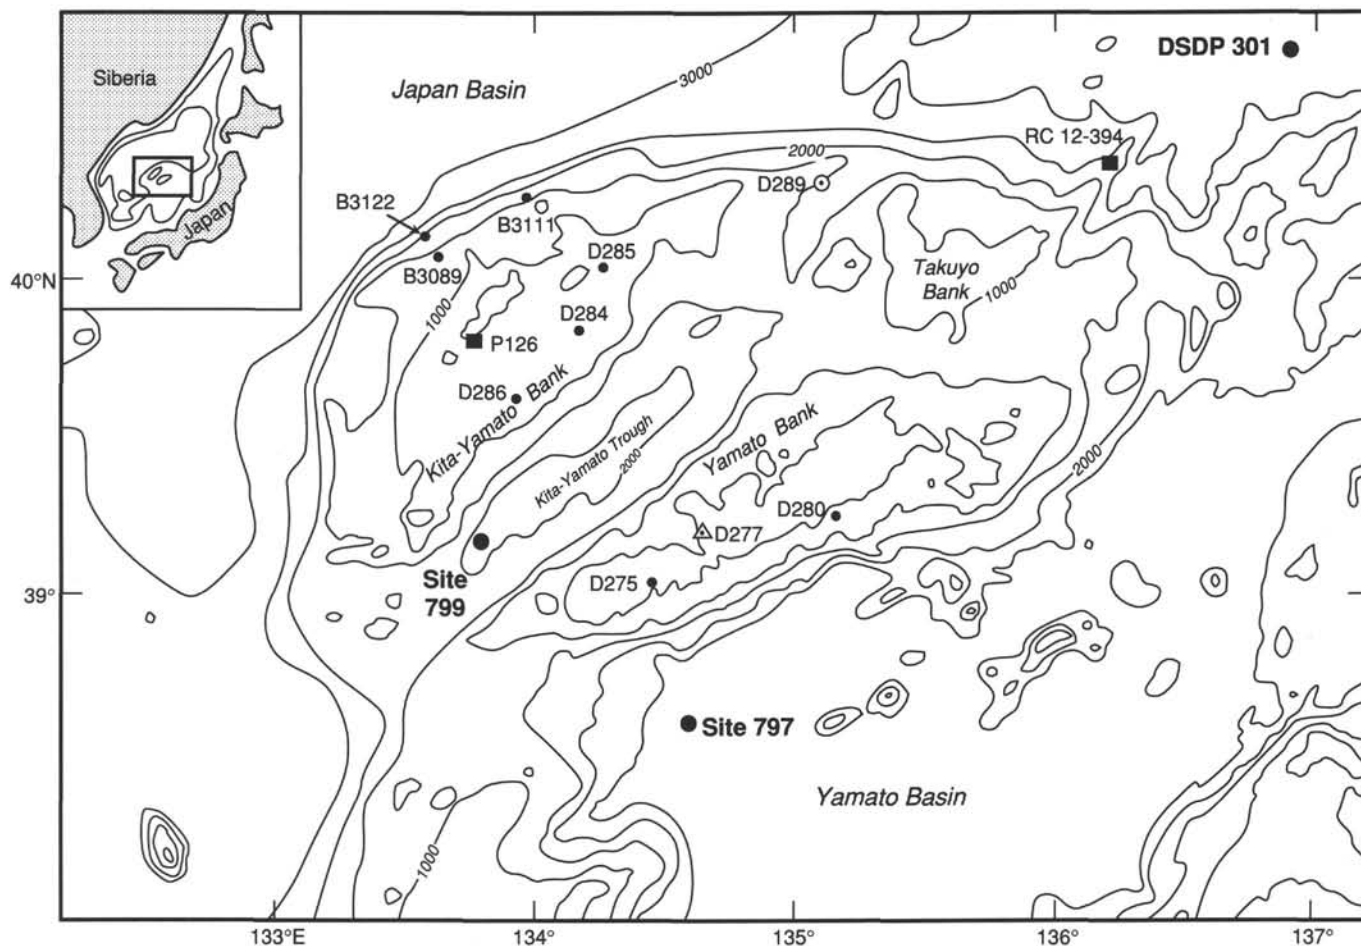 Siberia
Japan
Japan Basin
3000
DSDP 301
RC 12-394
2000
D289
B3122
B3111
D285
B3089
40°N
1000
Takuyo
Bank
1000
D284
P126
D286
Kita-Yamato Bank
Kita-Yamato Trough
2000
Yamato Bank
2000
D280
D277
Site
799
D275
39°
Site 797
Yamato Basin
1000
133°E
134°
135°
136°
137°